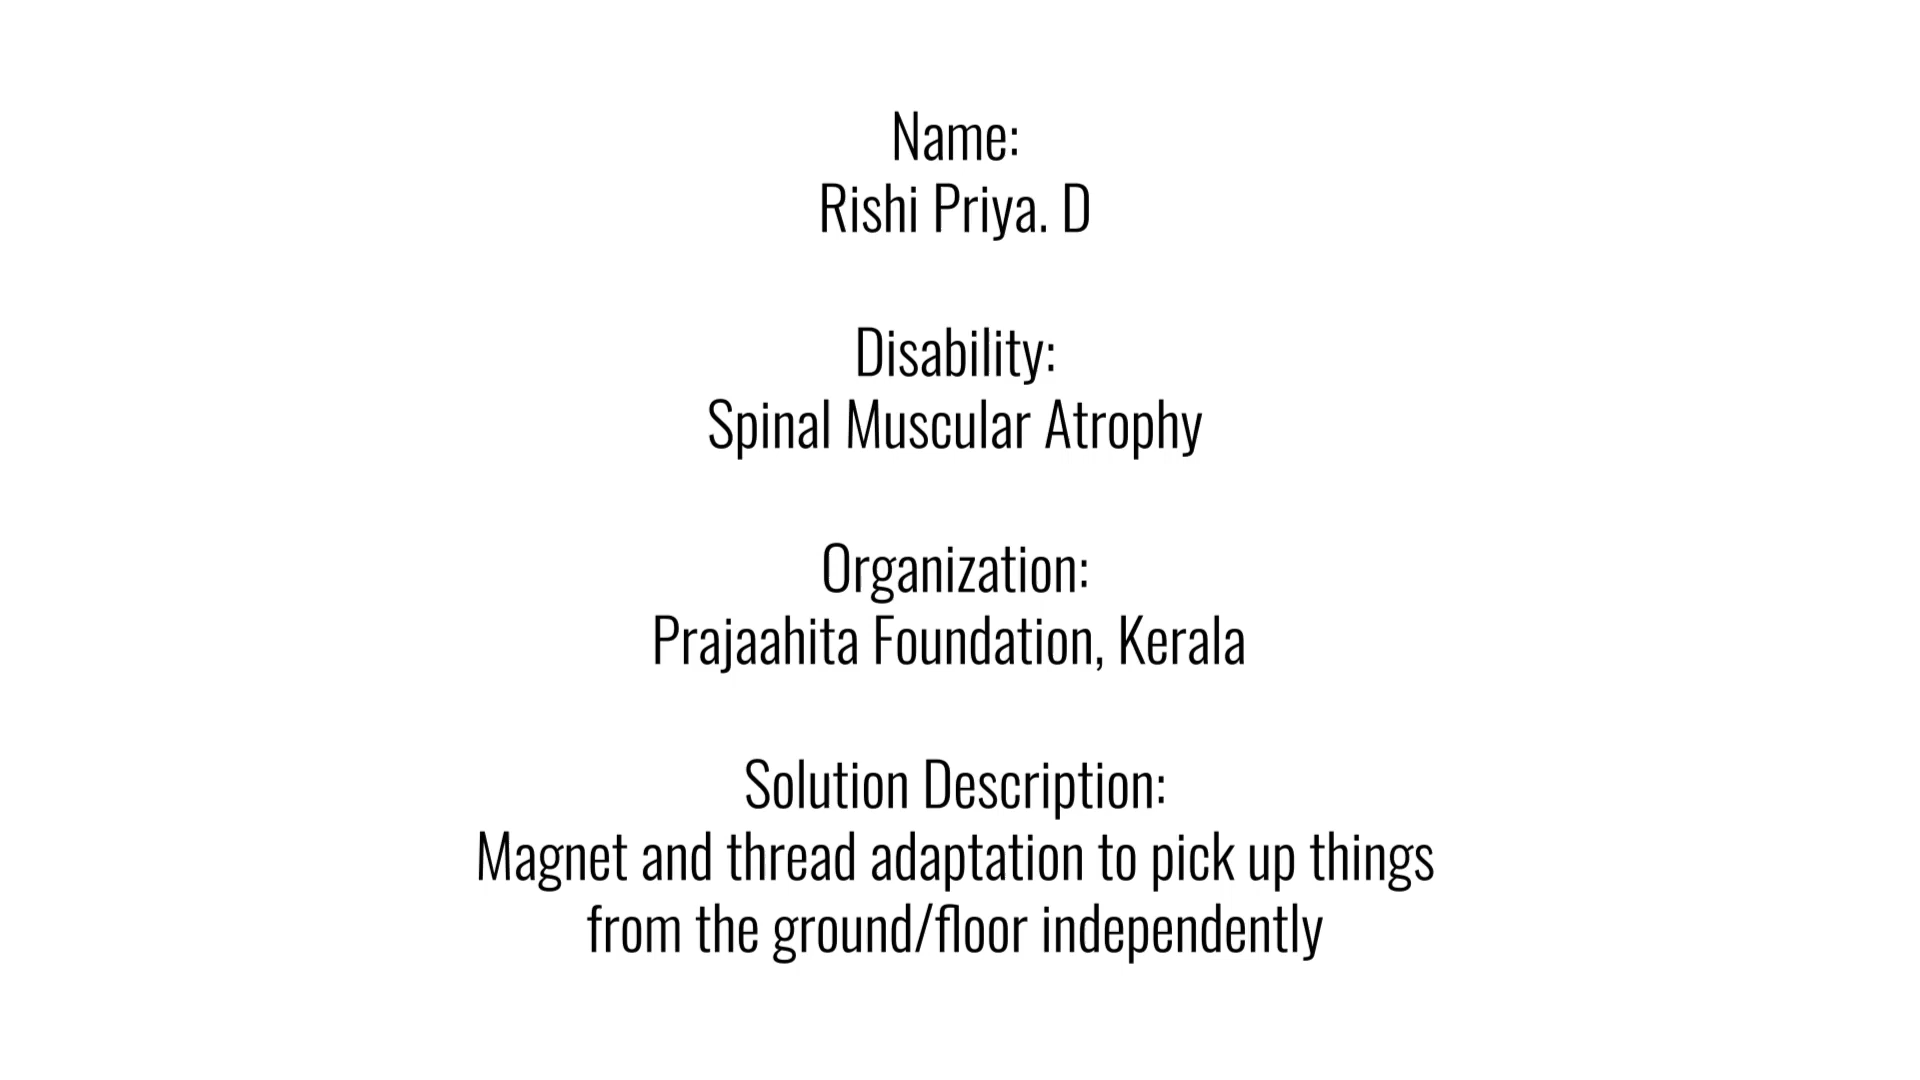 Name:
Rishi Priya. D
Disability:
Spinal Muscular Atrophy
Organization:
Prajaahita Foundation, Kerala
Solution Description:
Magnet and thread adaptation to pick up things
from the ground/floor independently